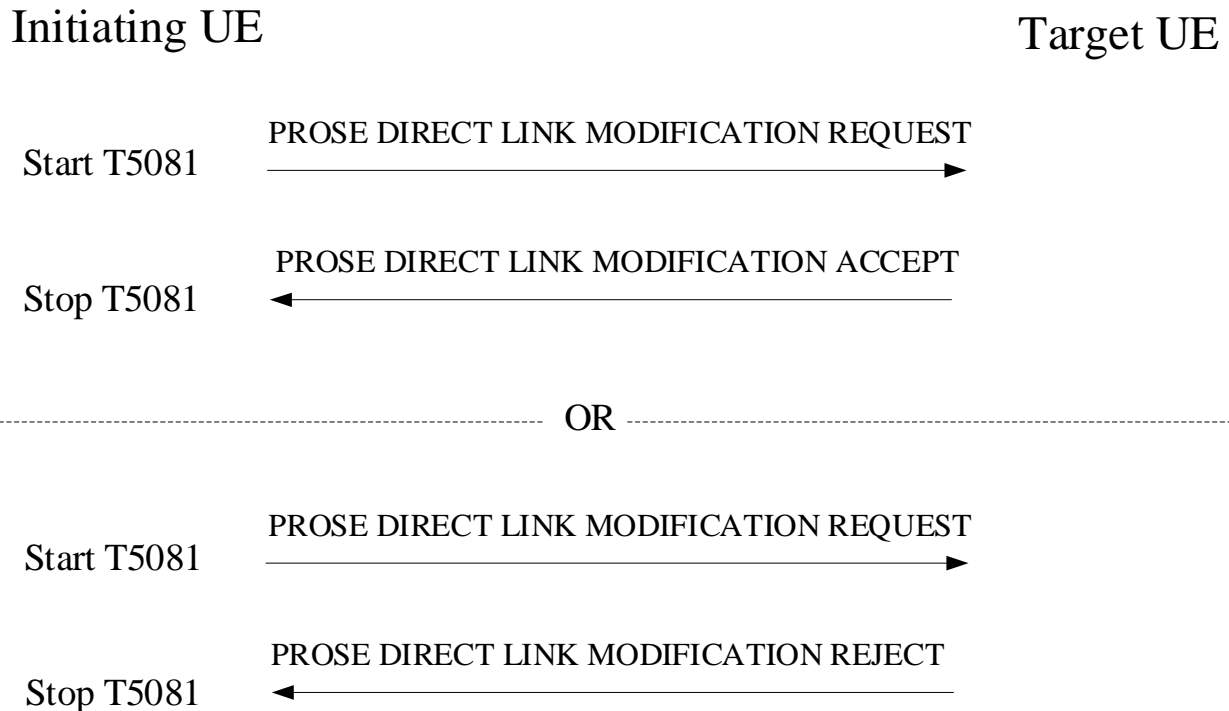 Initiating UE
Target UE
PROSE DIRECT LINK MODIFICATION REQUEST
Start T5081
PROSE DIRECT LINK MODIFICATION ACCEPT
Stop T5081
OR
PROSE DIRECT LINK MODIFICATION REQUEST
Start T5081
PROSE DIRECT LINK MODIFICATION REJECT
Stop T5081